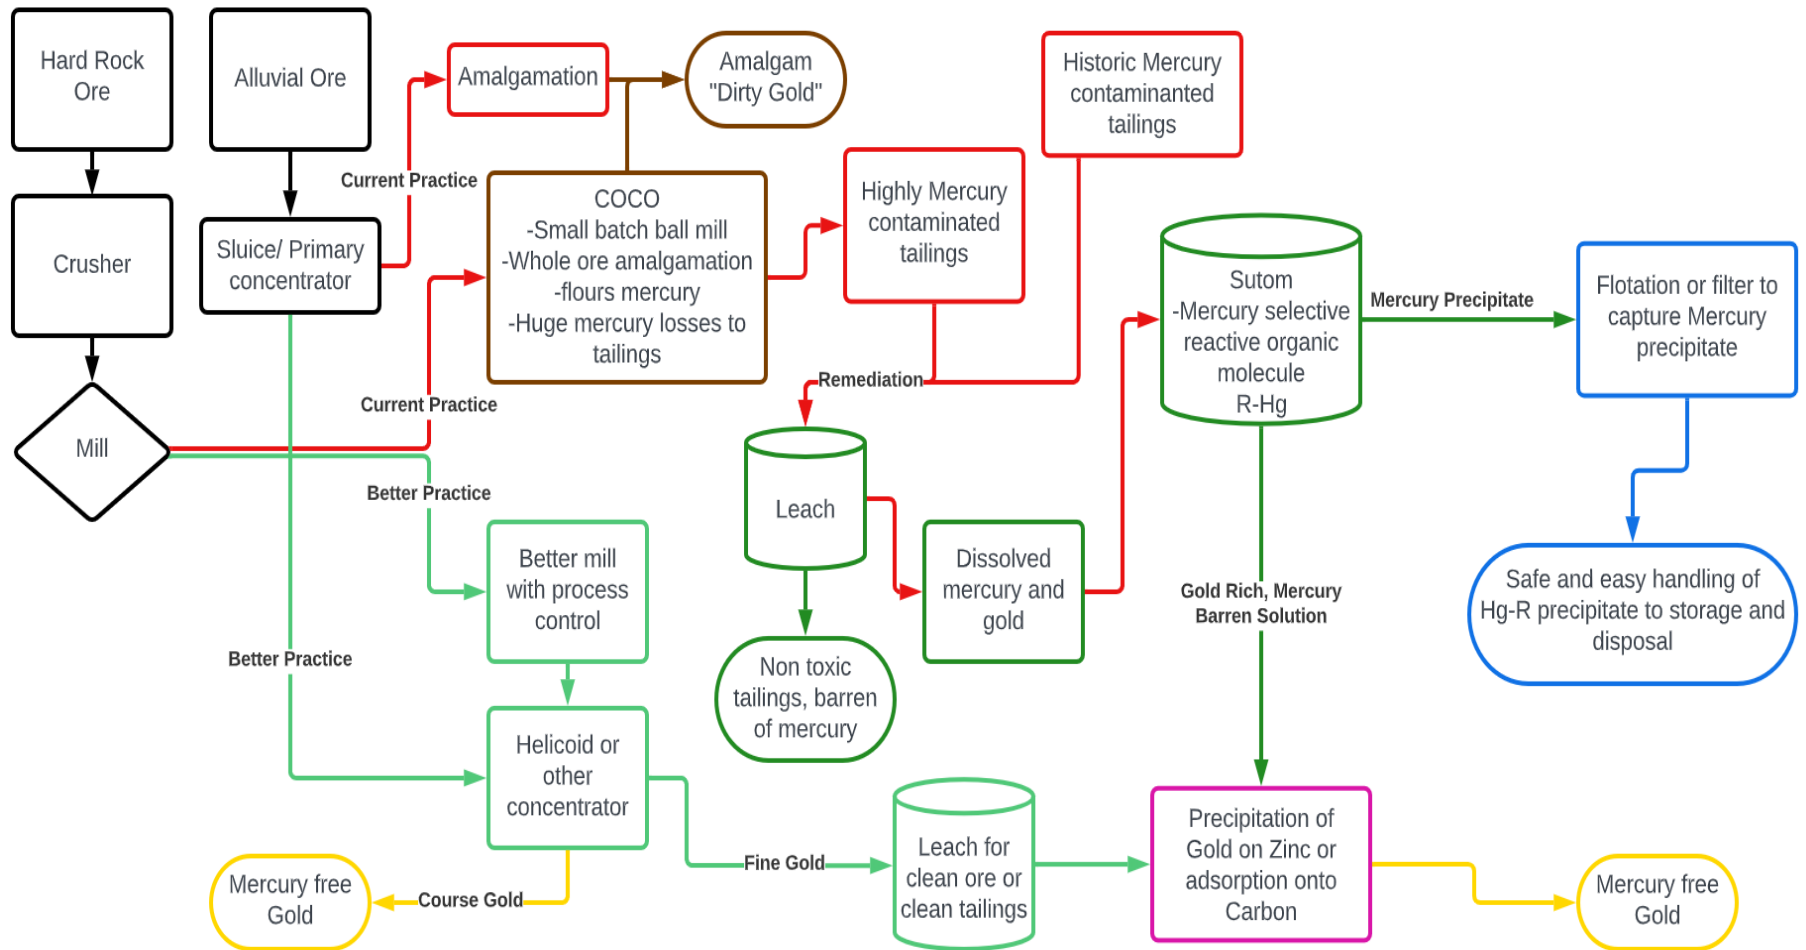 Hard Rock
Ore
Alluvial Ore
Amalgamation
Amalgam
"Dirty Gold"
Historic Mercury
contaminanted
tailings
Current Practice
COCO
-Small batch ball mill
-Whole ore amalgamation
-flours mercury
-Huge mercury losses to
tailings
Highly Mercury
contaminated
tailings
Crusher
Sluice/ Primary
concentrator
Sutom
-Mercury selective
reactive organic
molecule
R-Hg
Mercury Precipitate
Flotation or filter to
capture Mercury
precipitate
Remediation
Current Practice
Mill
Better Practice
Leach
Better mill
with process
control
Dissolved
mercury and
gold
Gold Rich, Mercury
Barren Solution
Safe and easy handling of
Hg-R precipitate to storage and
disposal
Better Practice
Non toxic
tailings, barren
of mercury
Helicoid or
other
concentrator
Fine Gold
Leach for
clean ore or
clean tailings
Precipitation of
Gold on Zinc or
adsorption onto
Carbon
Mercury free
Gold
Course Gold
Mercury free
Gold